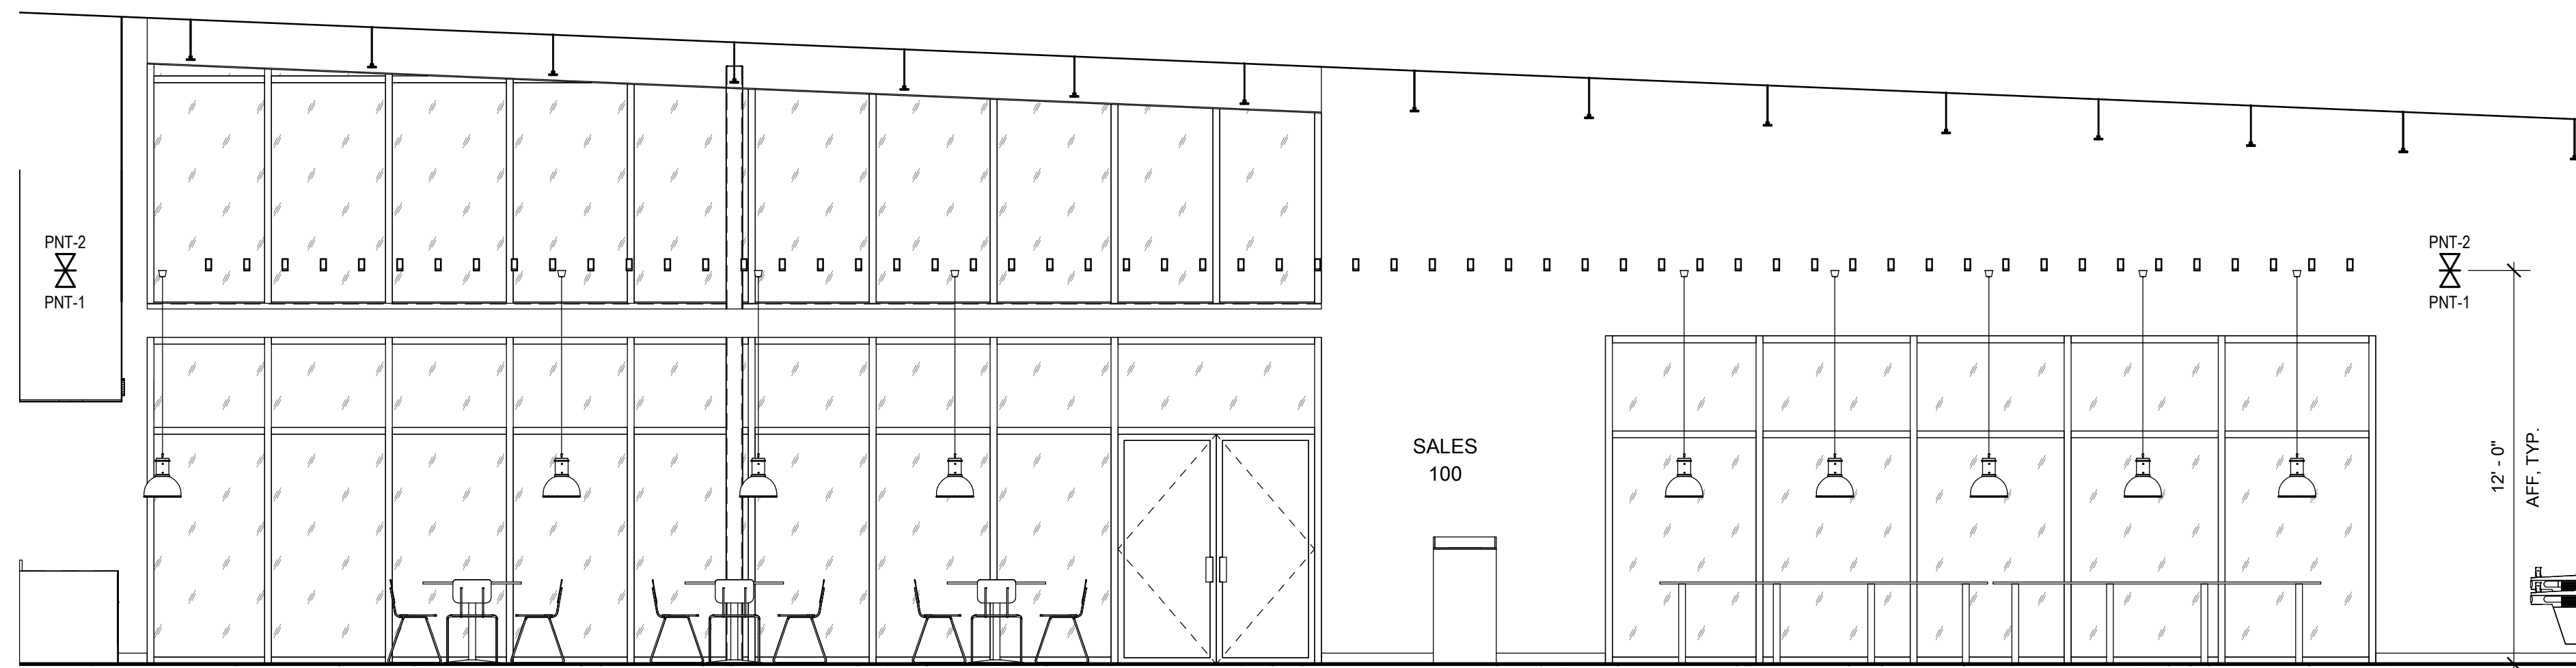 PNT-2
PNT-1
SALES
100
PNT-2
PNT-1
12' - 0"
AFF, TYP.